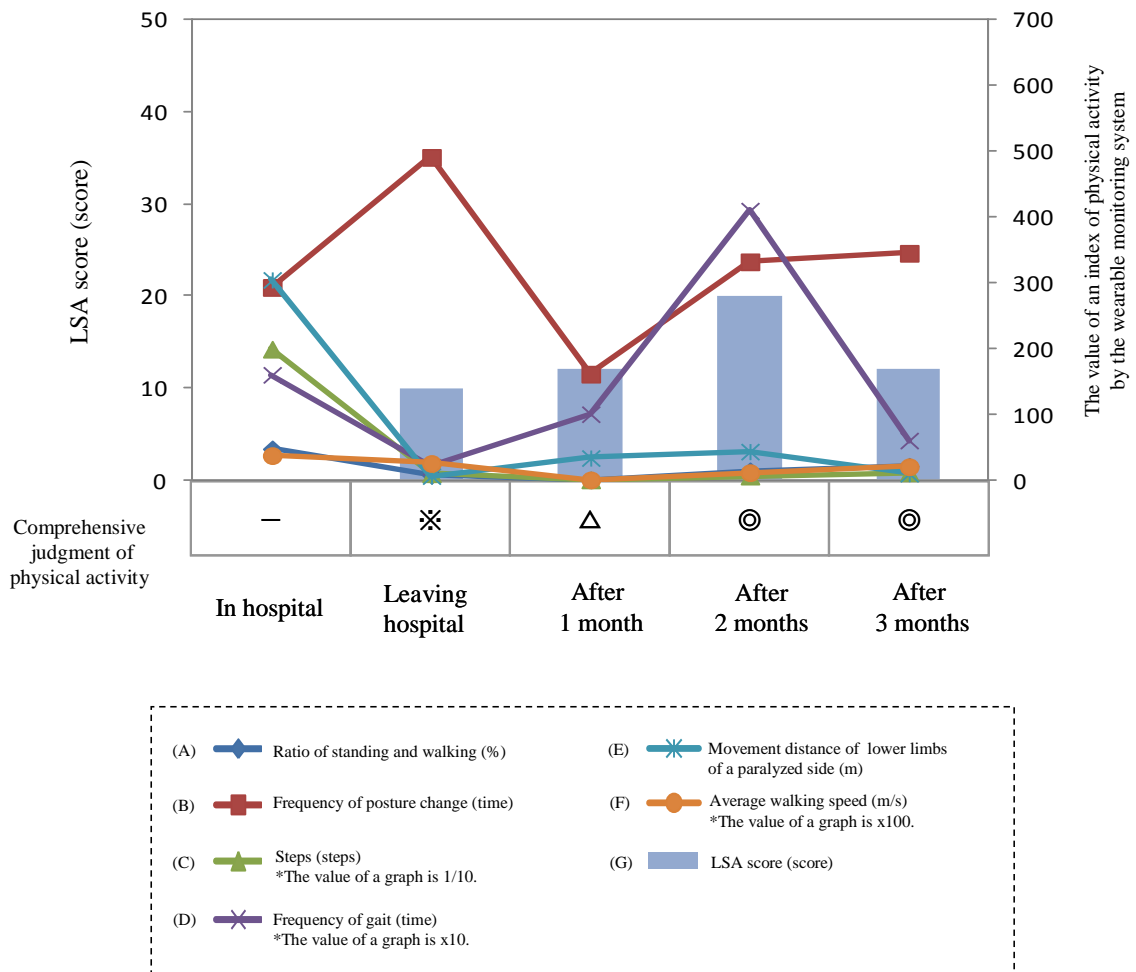 50
40
30
20
10
0
LSA score (score)
700
600
500
400
300
200
100
0
The value of an index of physical activity
by the wearable monitoring system
Comprehensive
judgment of
physical activity
— ※ △ ◎ ◎
In hospital
Leaving
hospital
After
1 month
After
2 months
After
3 months
(A) Ratio of standing and walking (%)
(B) Frequency of posture change (time)
(C) Steps (steps)
*The value of a graph is 1/10.
(D) Frequency of gait (time)
*The value of a graph is x10.
(E) Movement distance of lower limbs
of a paralyzed side (m)
(F) Average walking speed (m/s)
*The value of a graph is x100.
(G) LSA score (score)